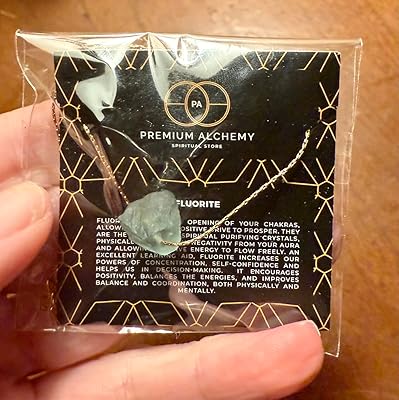 PA
PREMIUM ALCHEMY
SPIRITUAL STORE
FLUORITE
OPENING OF YOUR CHAKRAS,
POSITIVE DRIVE TO PROSPER, THEY
ARE THE PURIFYING CRYSTALS,
PHYSICAL NEGATIVITY FROM YOUR AURA
AND ENERGY TO FLOW FREELY. AN
EXCELLENT LEARNING AID, FLUORITE INCREASES OUR
POWERS OF CONCENTRATION, SELF-CONFIDENCE AND
HELPS US IN DECISION-MAKING. IT ENCOURAGES
POSITIVITY, BALANCES THE ENERGIES, AND IMPROVES
BALANCE AND COORDINATION, BOTH PHYSICALLY AND
MENTALLY.